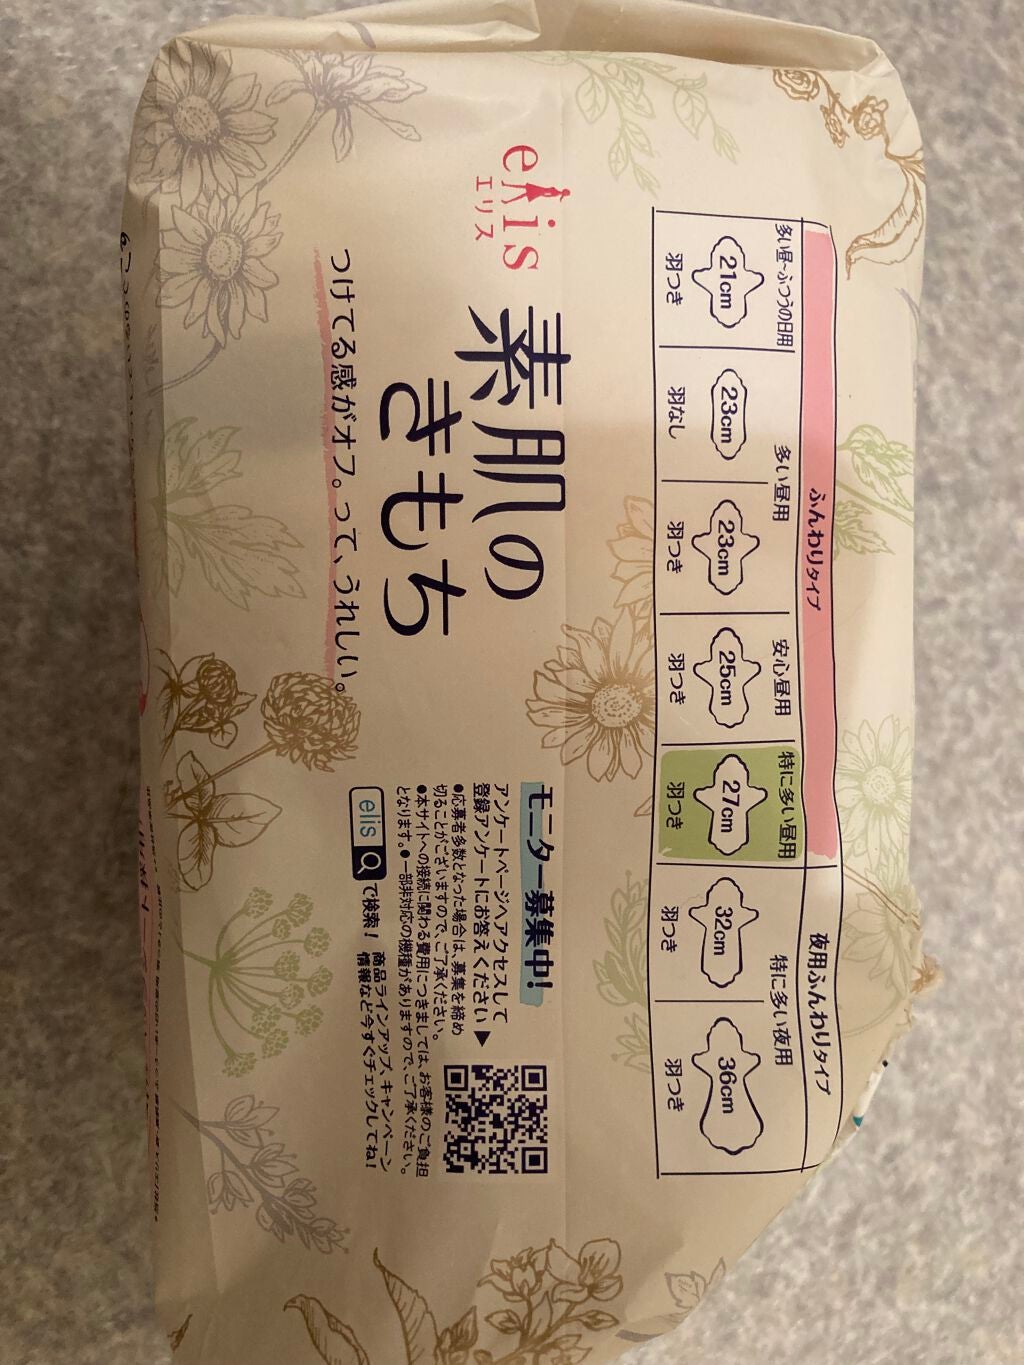 ふんわりタイプ
夜用ふんわりタイプ
多い昼~ふつうの日用
多い昼用
安心昼用
特に多い昼用
特に多い夜用
21cm
23cm
23cm
25cm
27cm
32cm
36cm
羽つき
羽なし
羽つき
羽つき
羽つき
羽つき
羽つき
elis
エリス
素肌の
きもち
つけてる感がオフ。って、うれしい。
モニター募集中!
アンケートページへアクセスして
登録アンケートにお答えください▶
●応募者多数となった場合は、募集を締め
切ることがございますので、ご了承ください。
●本サイトへの接続に関わる費用につきましては、お客様のご負担
となります。●一部非対応の機種がありますので、ご了承ください。
elis
で検索!
商品ラインアップ、キャンペーン
情報など今すぐチェックしてね!